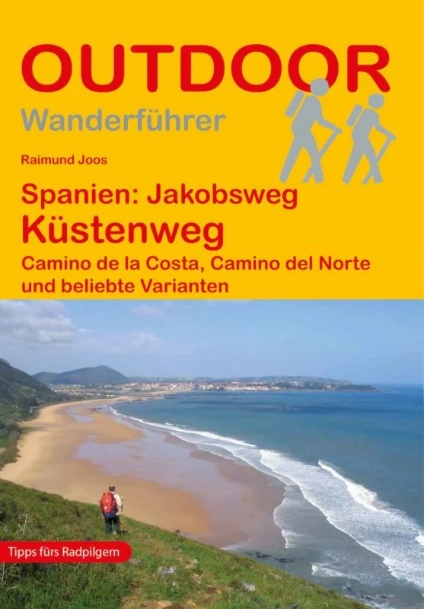 OUTDOOR
Wanderführer
Raimund Joos
Spanien: Jakobsweg
Küstenweg
Camino de la Costa, Camino del Norte
und beliebte Varianten
Tipps fürs Radpilgern